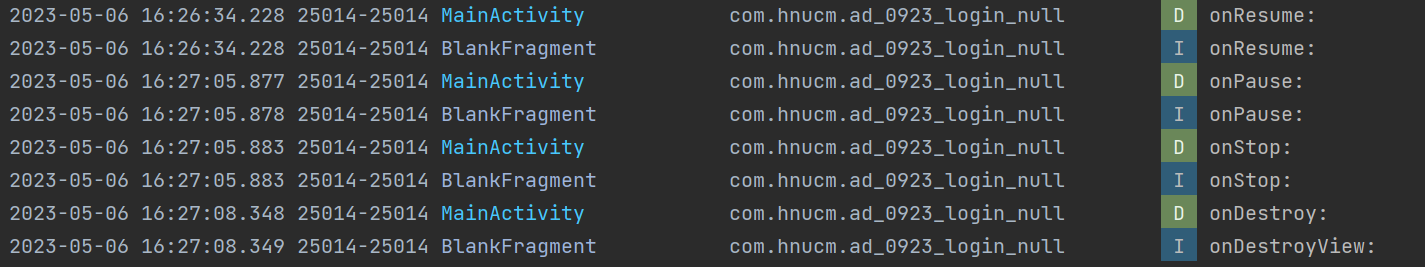 2023-05-06 16:26:34.228 25014-25014 MainActivity com.hnucm.ad_0923_login_null D onResume:
2023-05-06 16:26:34.228 25014-25014 BlankFragment com.hnucm.ad_0923_login_null I onResume:
2023-05-06 16:27:05.877 25014-25014 MainActivity com.hnucm.ad_0923_login_null D onPause:
2023-05-06 16:27:05.878 25014-25014 BlankFragment com.hnucm.ad_0923_login_null I onPause:
2023-05-06 16:27:05.883 25014-25014 MainActivity com.hnucm.ad_0923_login_null D onStop:
2023-05-06 16:27:05.883 25014-25014 BlankFragment com.hnucm.ad_0923_login_null I onStop:
2023-05-06 16:27:08.348 25014-25014 MainActivity com.hnucm.ad_0923_login_null D onDestroy:
2023-05-06 16:27:08.349 25014-25014 BlankFragment com.hnucm.ad_0923_login_null I onDestroyView: